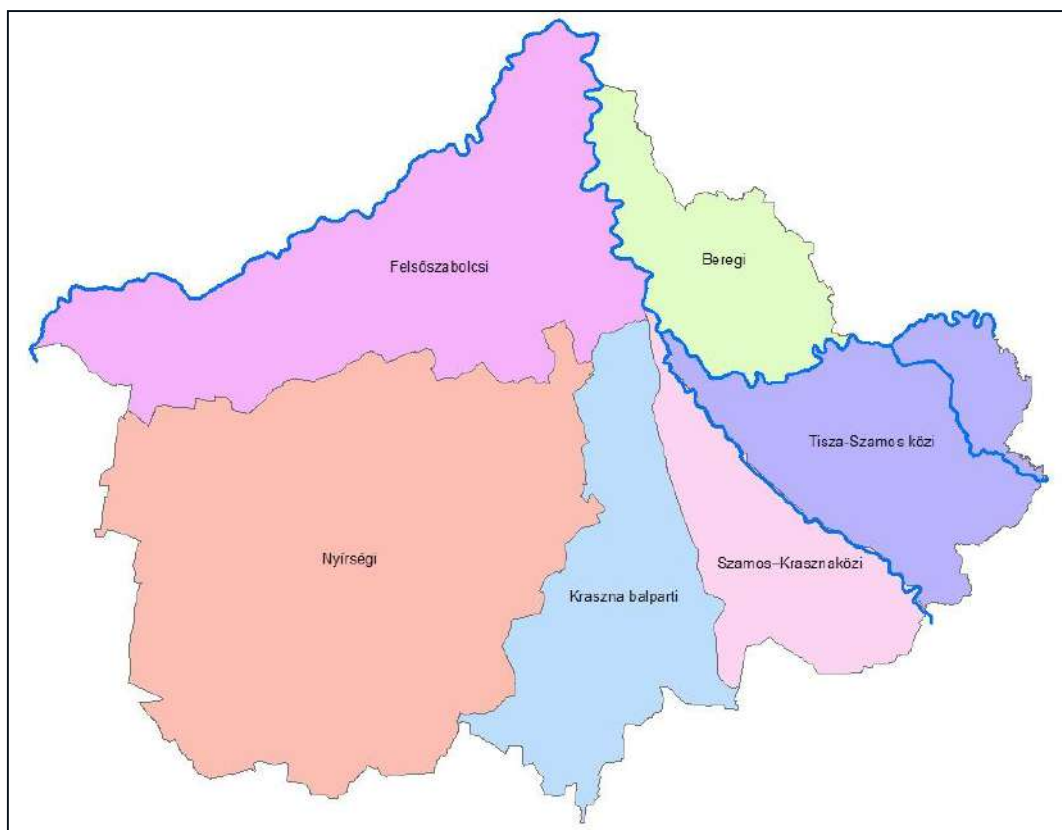 Felsőszabolcsi
Beregi
Tisza-Szamos közi
Nyírségi
Szamos–Krasznaközi
Kraszna balparti